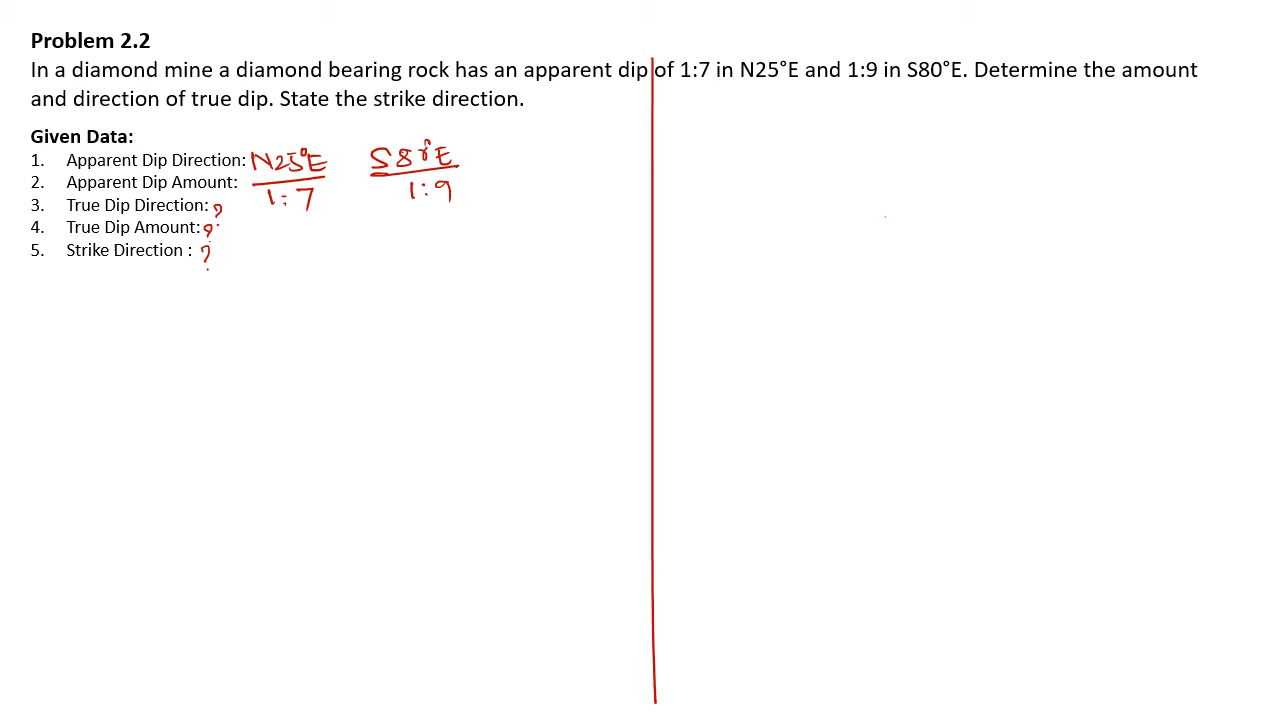 Problem 2.2
In a diamond mine a diamond bearing rock has an apparent dip of 1:7 in N25°E and 1:9 in S80°E. Determine the amount
and direction of true dip. State the strike direction.
Given Data:
1. Apparent Dip Direction: N25°E S80°E
2. Apparent Dip Amount: 1:7 1:9
3. True Dip Direction: ?
4. True Dip Amount: ?
5. Strike Direction : ?